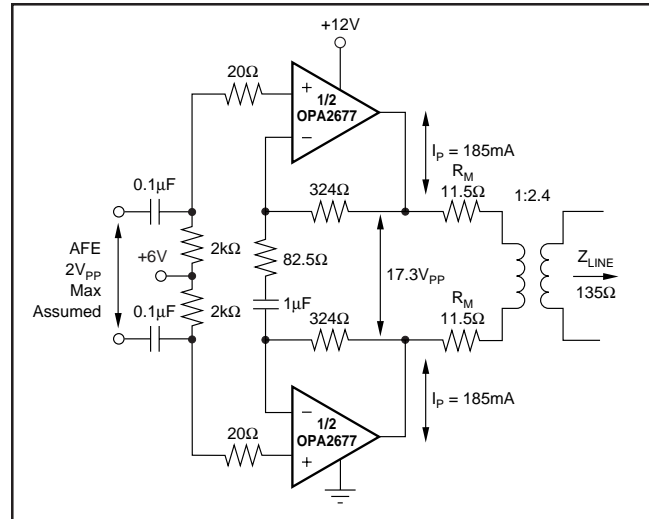 +12V
20Ω
+
1/2
OPA2677
−
I_P = 185mA
R_M
11.5Ω
324Ω
1:2.4
0.1µF
AFE
2V_PP
Max
Assumed
+6V
2kΩ
2kΩ
82.5Ω
1µF
17.3V_PP
Z_LINE
135Ω
0.1µF
324Ω
R_M
11.5Ω
−
1/2
OPA2677
+
I_P = 185mA
20Ω